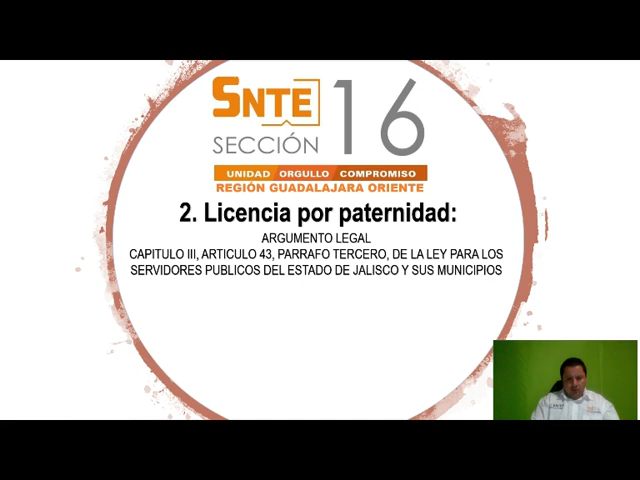 SNTE 16
SECCIÓN
UNIDAD ORGULLO COMPROMISO
REGIÓN GUADALAJARA ORIENTE
2. Licencia por paternidad:
ARGUMENTO LEGAL
CAPITULO III, ARTICULO 43, PARRAFO TERCERO, DE LA LEY PARA LOS
SERVIDORES PUBLICOS DEL ESTADO DE JALISCO Y SUS MUNICIPIOS